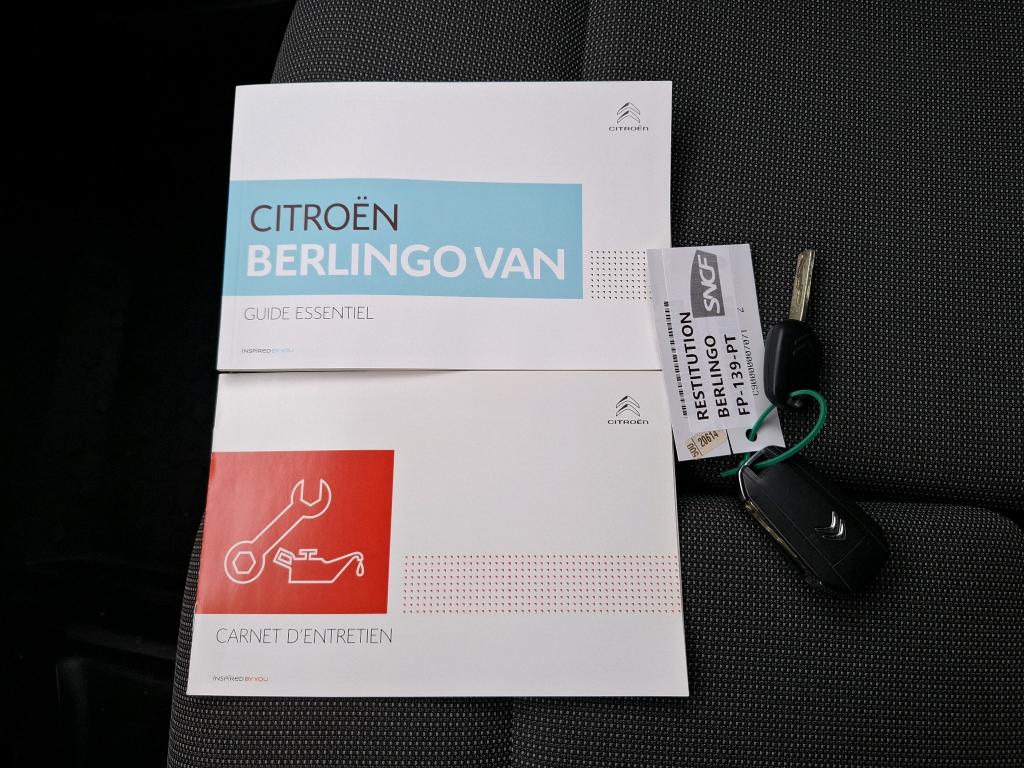 CITROËN
CITROËN
BERLINGO VAN
GUIDE ESSENTIEL
INSPIRED BY YOU
SNCF
RESTITUTION
BERLINGO
FP-139-PT
20614
CITROËN
CARNET D'ENTRETIEN
INSPIRED BY YOU